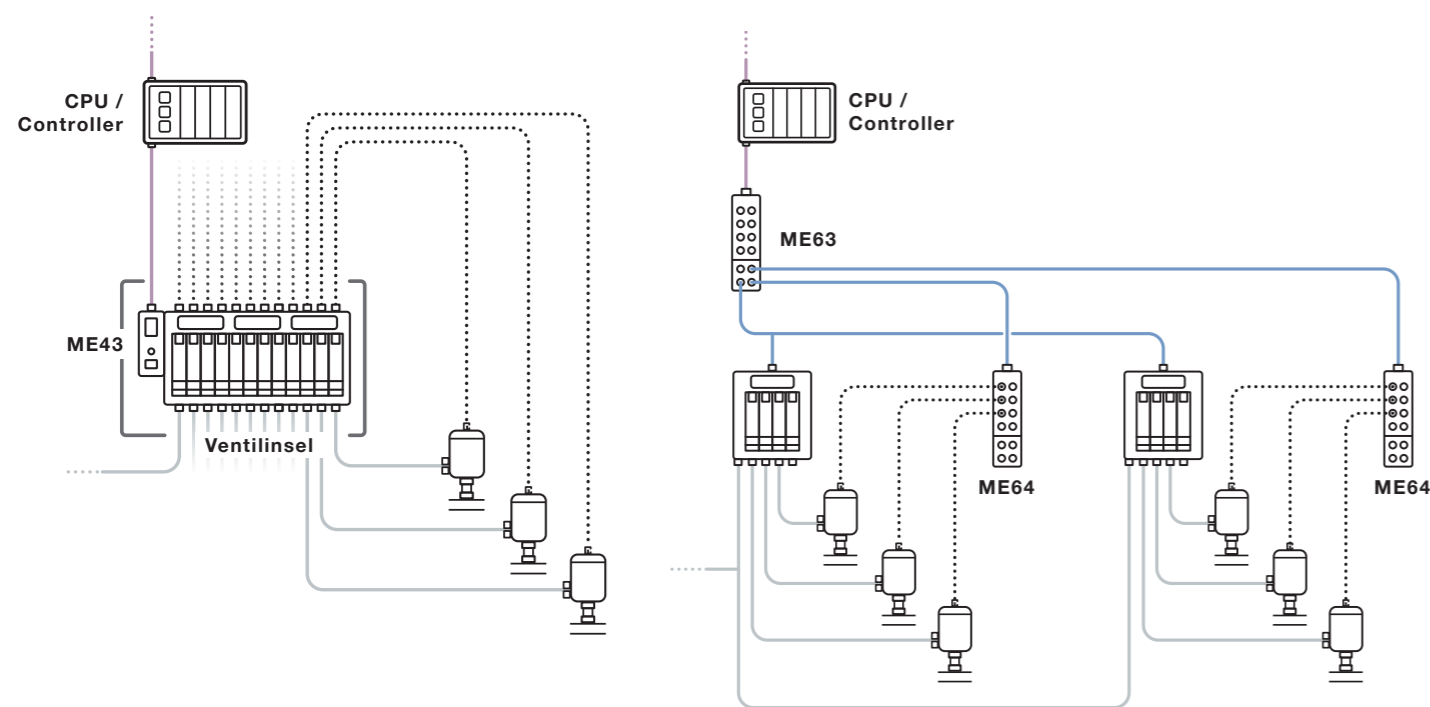 CPU /
Controller
ME43
Ventilinsel
CPU /
Controller
ME63
ME64
ME64